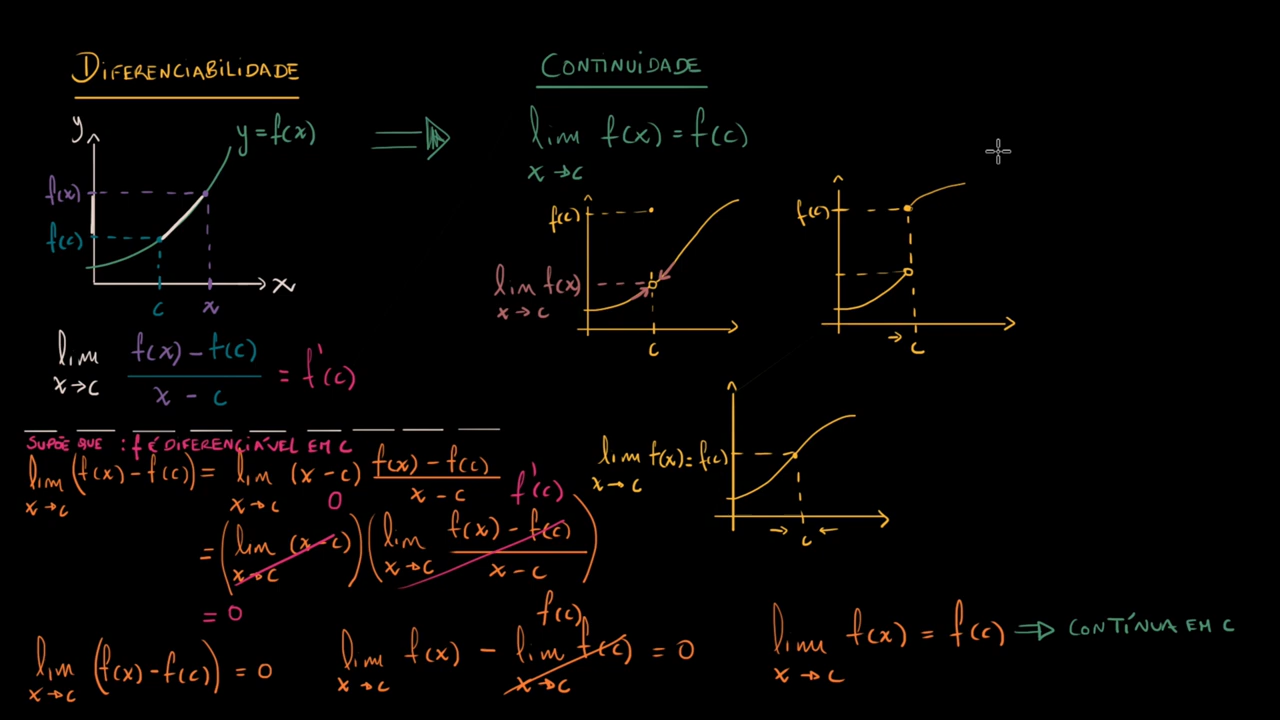 DIFERENCIABILIDADE
y
y = f(x)
f(x)
f(c)
x
c
x
lim x→c (f(x) - f(c)) / (x - c) = f'(c)
CONTINUIDADE
lim x→c f(x) = f(c)
f(c)
lim x→c f(x)
c
f(c)
→ c
lim x→c f(x) = f(c)
→ c ←
SUPÕE QUE : f É DIFERENCIÁVEL EM C
lim x→c (f(x) - f(c)) = lim x→c (x - c) (f(x) - f(c)) / (x - c)
0
f'(c)
= (lim x→c (x - c)) (lim x→c (f(x) - f(c)) / (x - c))
= 0
lim x→c (f(x) - f(c)) = 0
f(c)
lim x→c f(x) - lim x→c f(c) = 0
lim x→c f(x) = f(c) ⇒ CONTÍNUA EM C